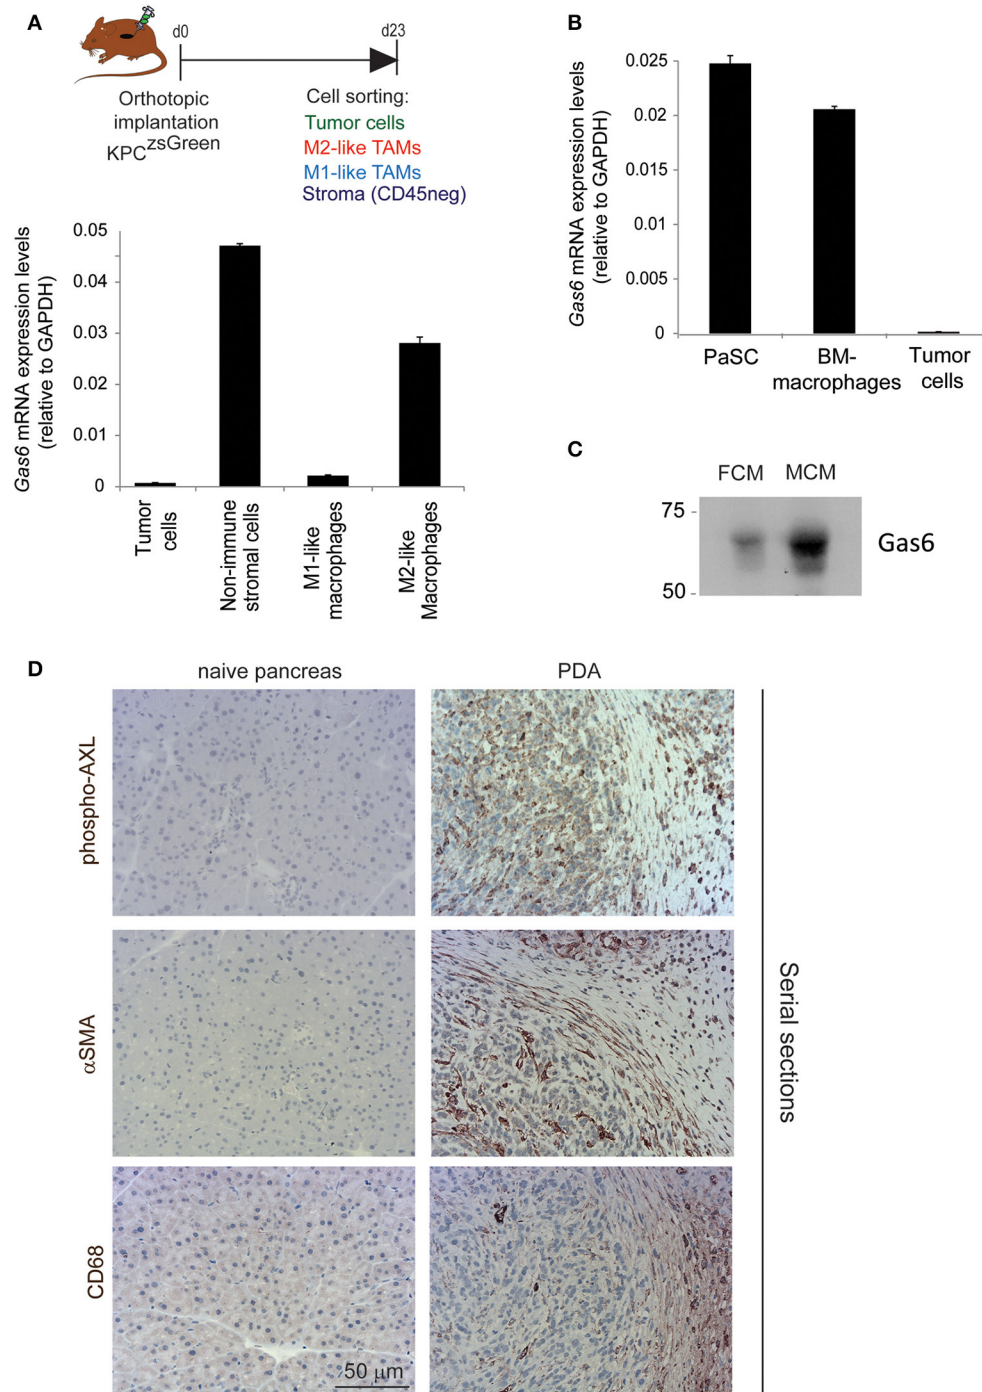 A
d0
d23
Orthotopic
implantation
KPCzsGreen
Cell sorting:
Tumor cells
M2-like TAMs
M1-like TAMs
Stroma (CD45neg)
Gas6 mRNA expression levels
(relative to GAPDH)
0.05
0.04
0.03
0.02
0.01
0
Tumor
cells
Non-immune
stromal cells
M1-like
macrophages
M2-like
Macrophages
B
Gas6 mRNA expression levels
(relative to GAPDH)
0.025
0.02
0.015
0.01
0.005
0
PaSC
BM-
macrophages
Tumor
cells
C
FCM
MCM
75
50
Gas6
D
naive pancreas
PDA
phospho-AXL
αSMA
CD68
50 μm
Serial sections